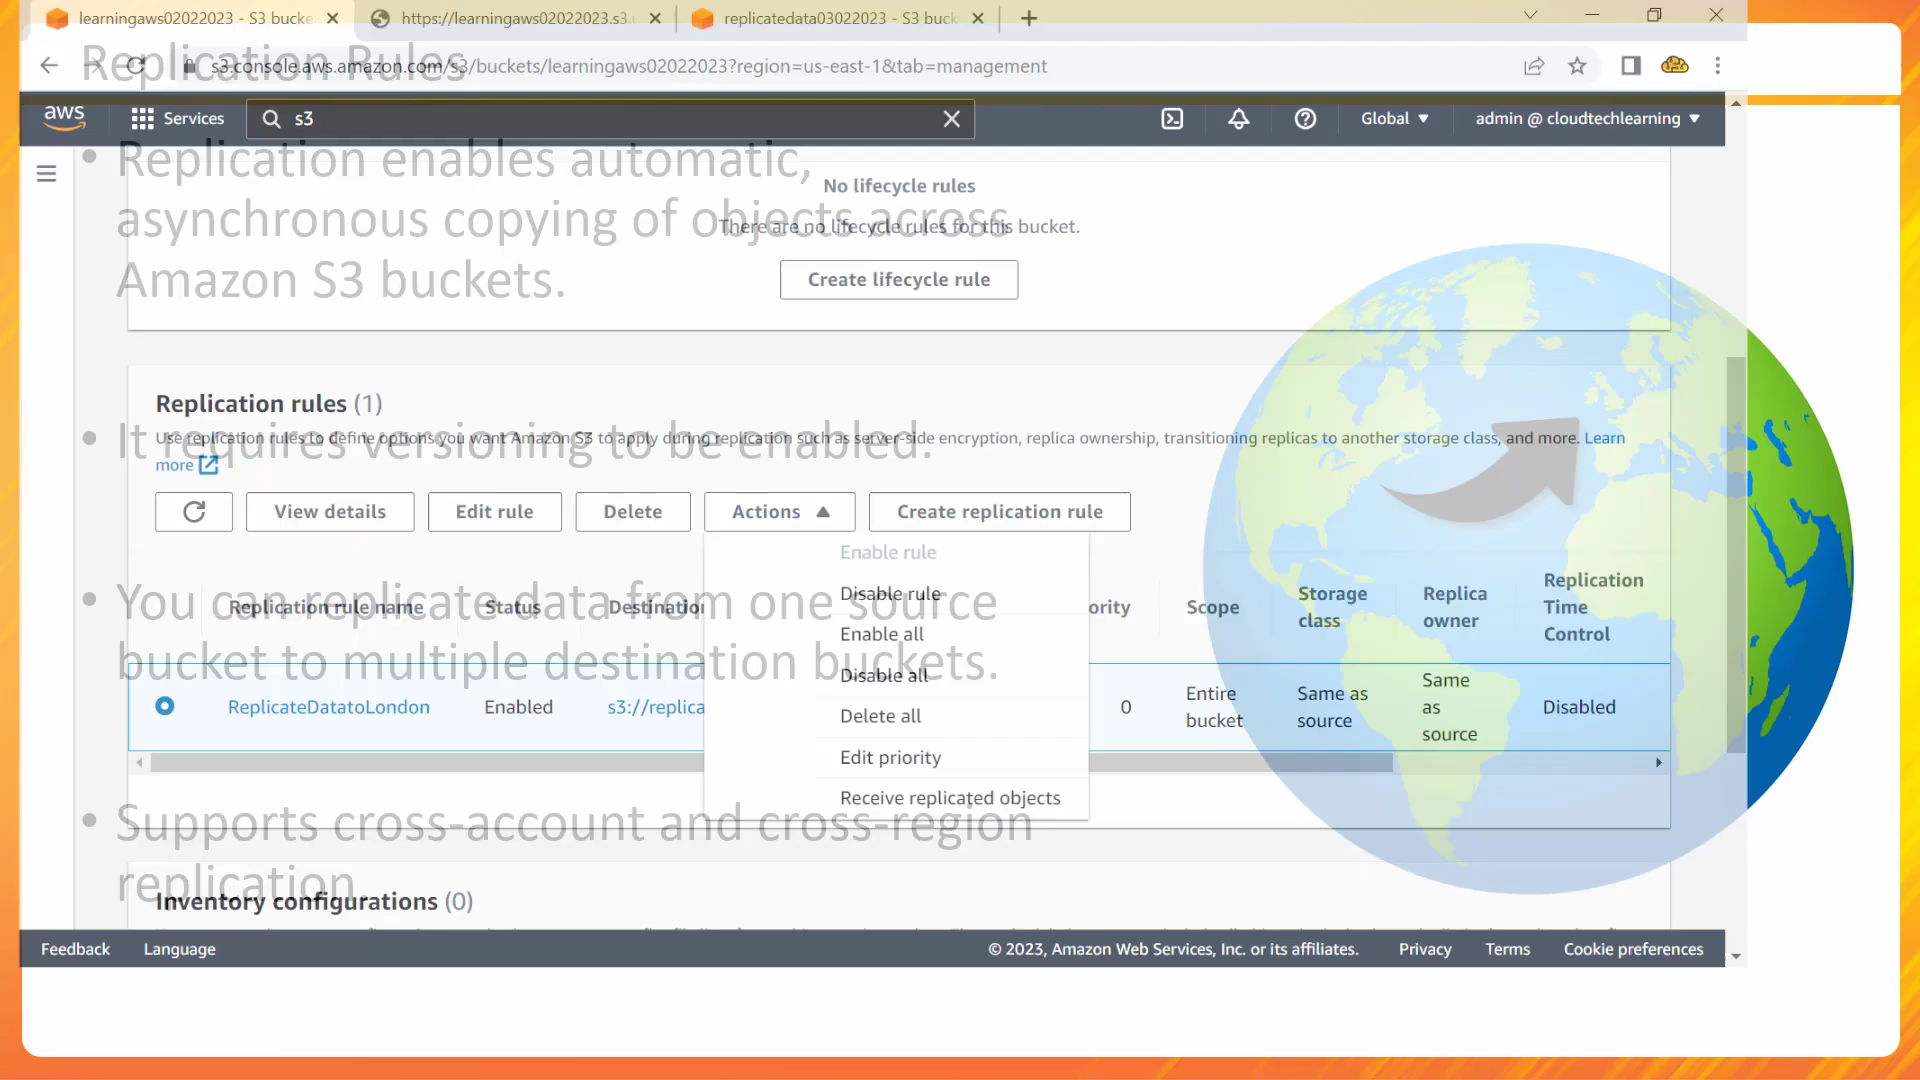 learningaws02022023 - S3 bucke
https://learningaws02022023.s3.
replicatedata03022023 - S3 buck
Replication Rules
s3.console.aws.amazon.com/s3/buckets/learningaws02022023?region=us-east-1&tab=management
aws
Services
s3
Global
admin @ cloudtechlearning
Replication enables automatic,
asynchronous copying of objects across
Amazon S3 buckets.
No lifecycle rules
There are no lifecycle rules for this bucket.
Create lifecycle rule
Replication rules (1)
Use replication rules to define options you want Amazon S3 to apply during replication such as server-side encryption, replica ownership, transitioning replicas to another storage class, and more. Learn
more
It requires versioning to be enabled.
View details
Edit rule
Delete
Actions
Create replication rule
Enable rule
Disable rule
Enable all
Disable all
Delete all
Edit priority
Receive replicated objects
You can replicate data from one source
bucket to multiple destination buckets.
Replication rule name
Status
Destination
ority
Scope
Storage
class
Replica
owner
Replication
Time
Control
ReplicateDatatoLondon
Enabled
s3://replica
0
Entire
bucket
Same as
source
Same
as
source
Disabled
Supports cross-account and cross-region
replication.
Inventory configurations (0)
Feedback
Language
© 2023, Amazon Web Services, Inc. or its affiliates.
Privacy
Terms
Cookie preferences